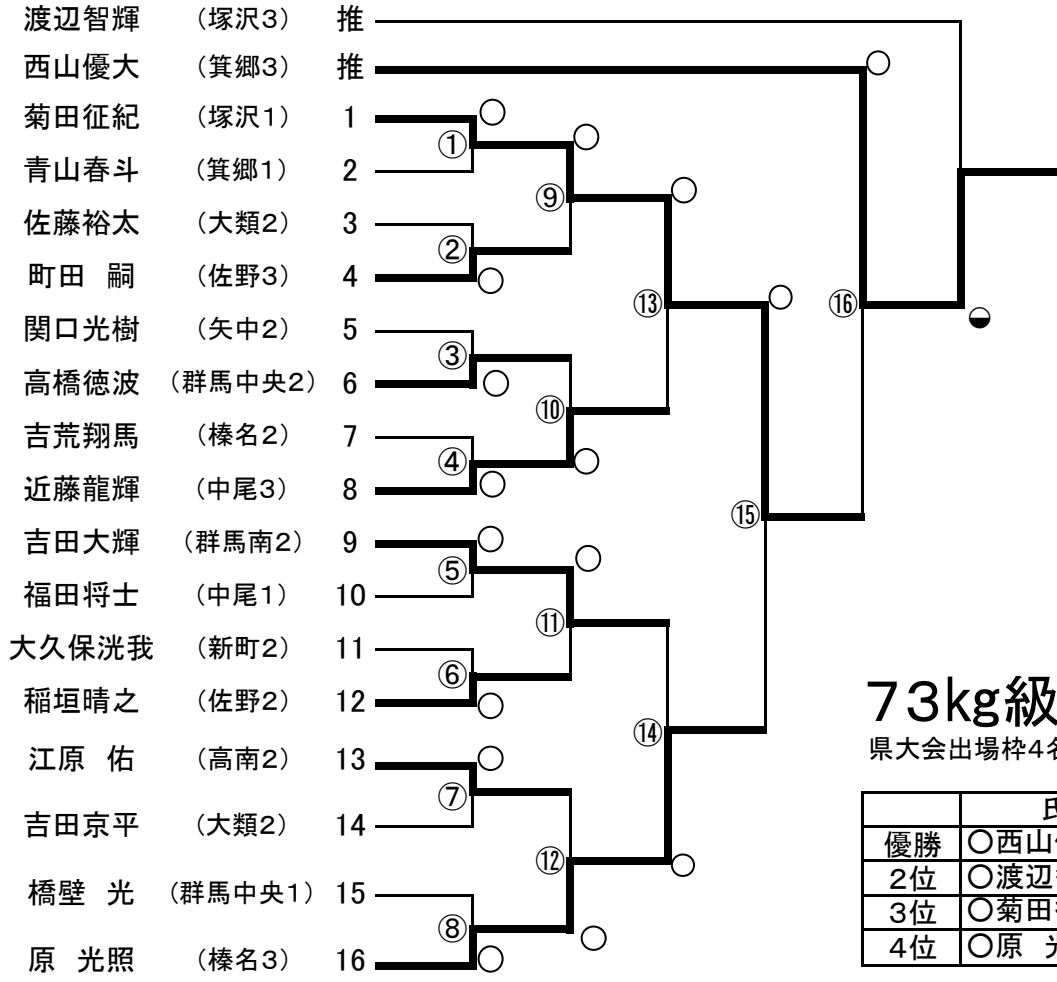 渡辺智輝 （塚沢3） 推
西山優大 （箕郷3） 推
菊田征紀 （塚沢1） 1
青山春斗 （箕郷1） 2
佐藤裕太 （大類2） 3
町田 嗣 （佐野3） 4
関口光樹 （矢中2） 5
高橋徳波 （群馬中央2） 6
吉荒翔馬 （榛名2） 7
近藤龍輝 （中尾3） 8
吉田大輝 （群馬南2） 9
福田将士 （中尾1） 10
大久保洸我 （新町2） 11
稲垣晴之 （佐野2） 12
江原 佑 （高南2） 13
吉田京平 （大類2） 14
橋壁 光 （群馬中央1） 15
原 光照 （榛名3） 16
①
②
③
④
⑤
⑥
⑦
⑧
⑨
⑩
⑪
⑫
⑬
⑭
⑮
⑯
73kg級
県大会出場枠4名
氏
優勝 ○西山優
2位 ○渡辺
3位 ○菊田
4位 ○原 光